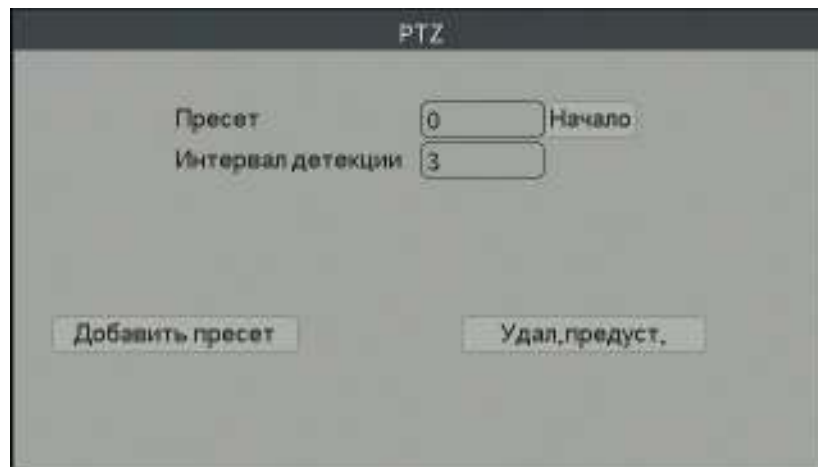 PTZ
Пресет 0 Начало
Интервал детекции 3
Добавить пресет Удал.предуст.